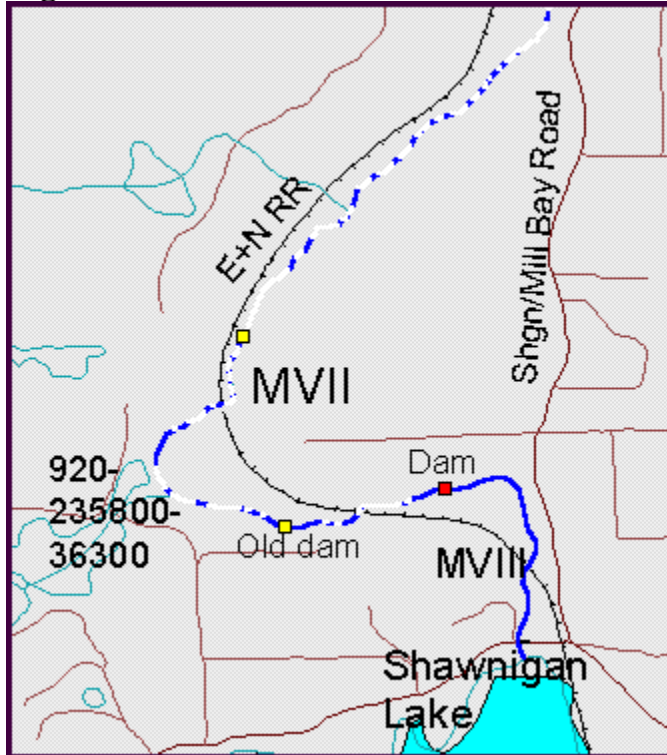 E+N RR
Shgn/Mill Bay Road
MVII
920-
235800-
36300
Dam
Old dam
MVIII
Shawnigan
Lake